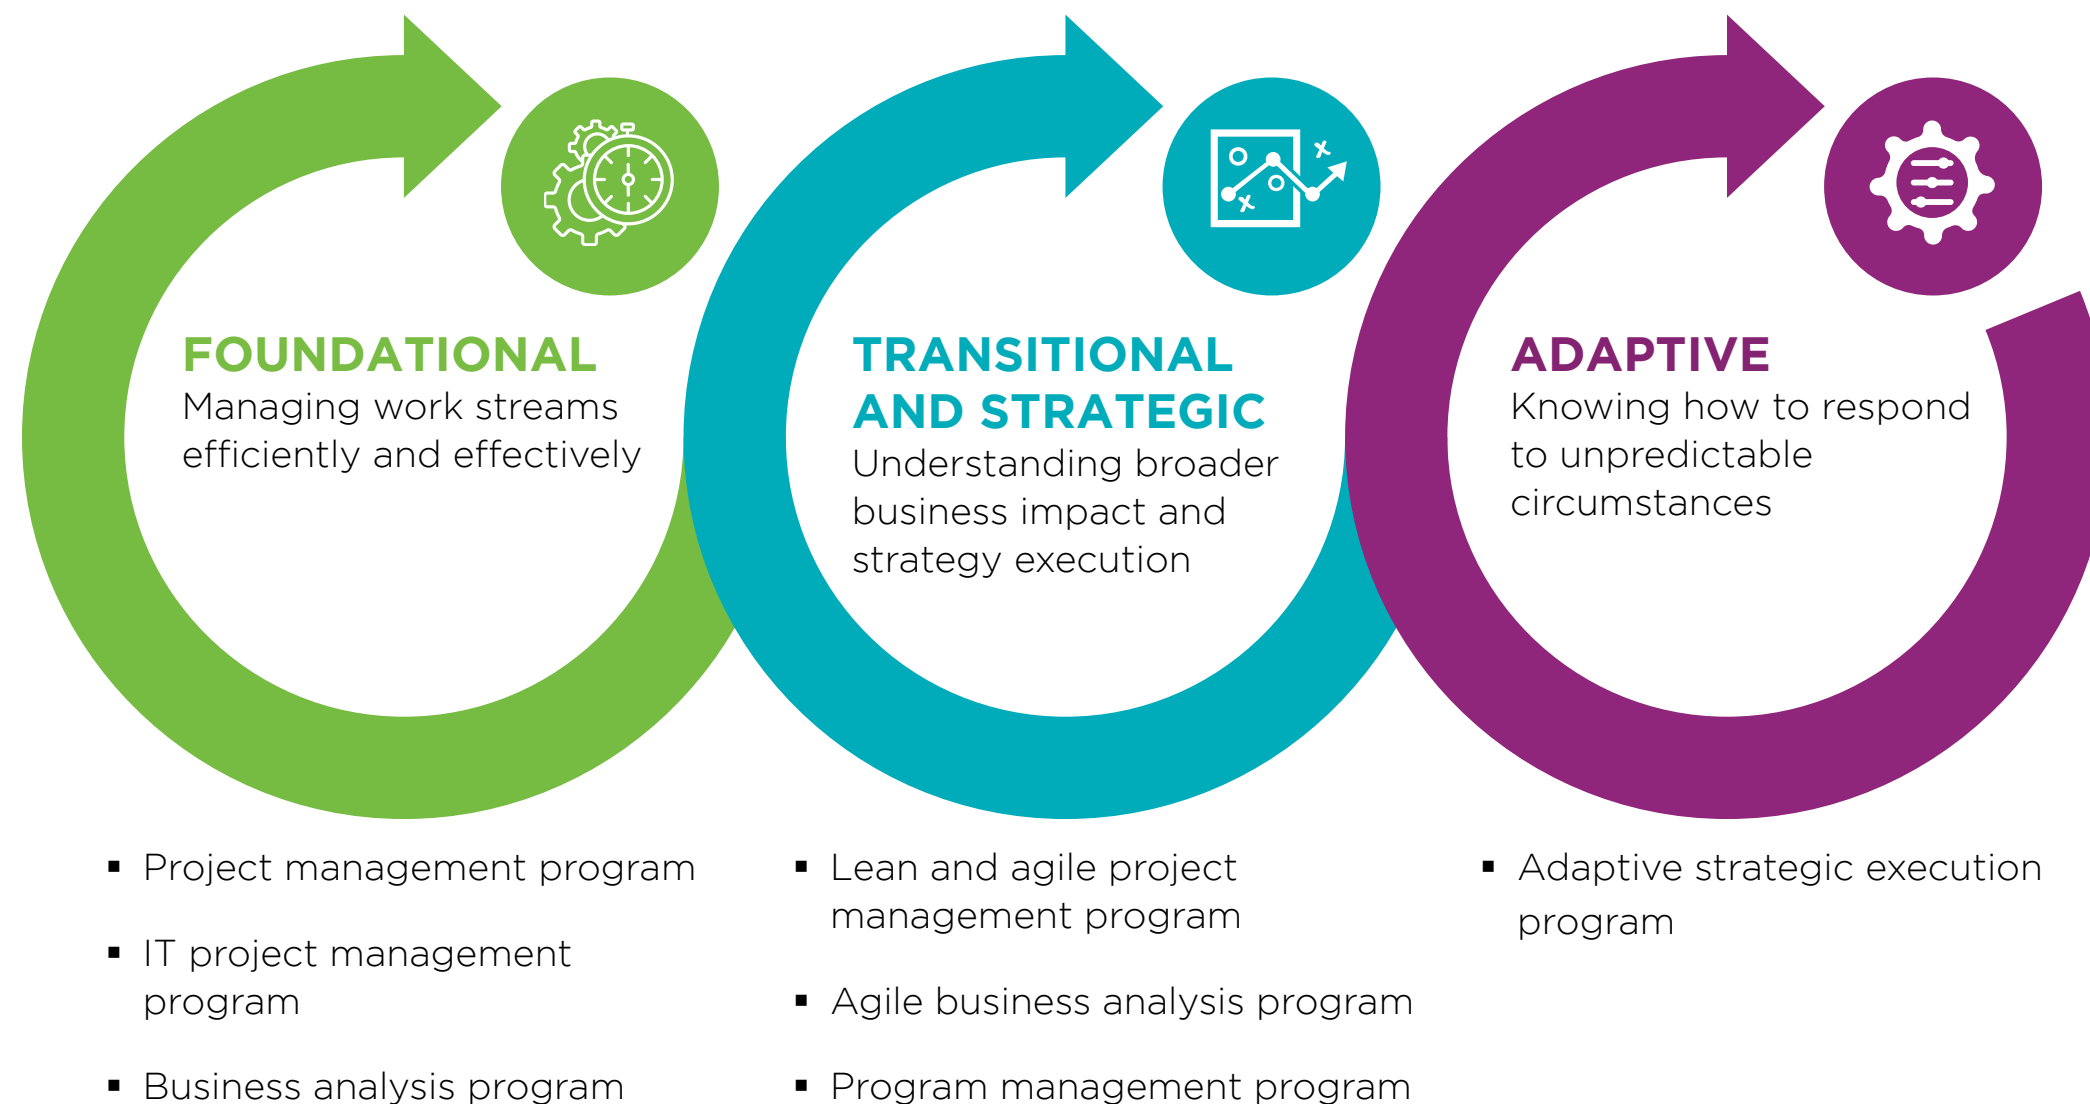 FOUNDATIONAL
Managing work streams
efficiently and effectively
TRANSITIONAL
AND STRATEGIC
Understanding broader
business impact and
strategy execution
ADAPTIVE
Knowing how to respond
to unpredictable
circumstances
▪ Project management program
▪ IT project management
program
▪ Business analysis program
▪ Lean and agile project
management program
▪ Agile business analysis program
▪ Program management program
▪ Adaptive strategic execution
program